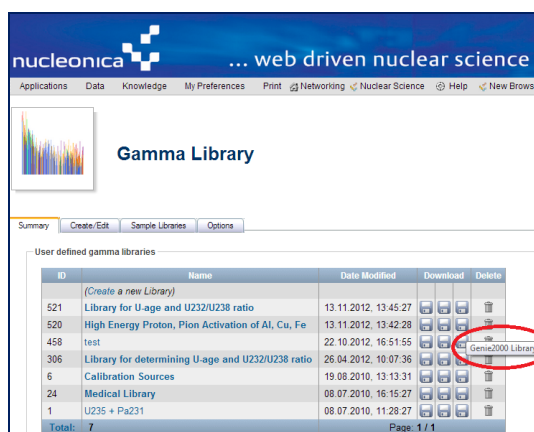 nucleonica ... web driven nuclear science
Applications Data Knowledge My Preferences Print Networking Nuclear Science Help New Brows
Gamma Library
Summary Create/Edit Sample Libraries Options
User defined gamma libraries
ID Name Date Modified Download Delete
(Create a new Library)
521 Library for U-age and U232/U238 ratio 13.11.2012, 13:45:27
520 High Energy Proton, Pion Activation of Al, Cu, Fe 13.11.2012, 13:42:28
458 test 22.10.2012, 16:51:55
Genie2000 Library
306 Library for determining U-age and U232/U238 ratio 26.04.2012, 10:07:36
6 Calibration Sources 19.08.2010, 13:13:31
24 Medical Library 08.07.2010, 16:15:27
1 U235 + Pa231 08.07.2010, 11:28:27
Total: 7 Page: 1 / 1